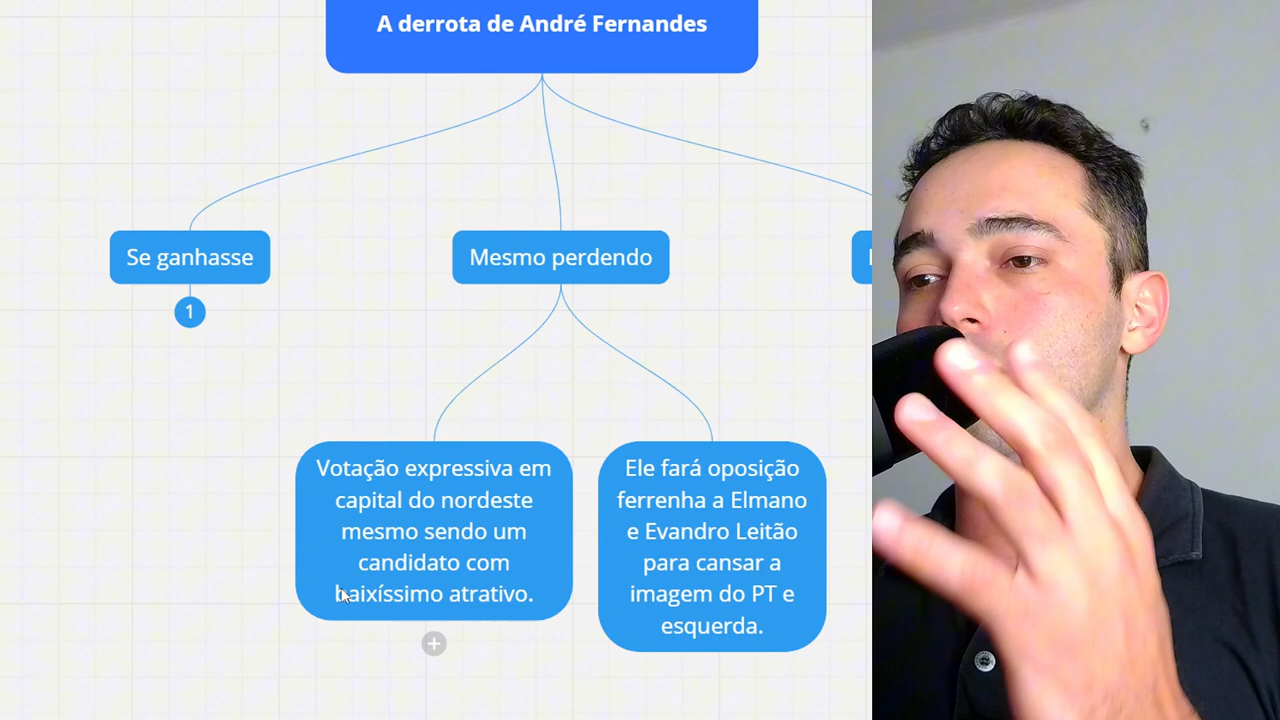 A derrota de André Fernandes
Se ganhasse
Mesmo perdendo
1
Votação expressiva em
capital do nordeste
mesmo sendo um
candidato com
baixíssimo atrativo.
Ele fará oposição
ferrenha a Elmano
e Evandro Leitão
para cansar a
imagem do PT e
esquerda.